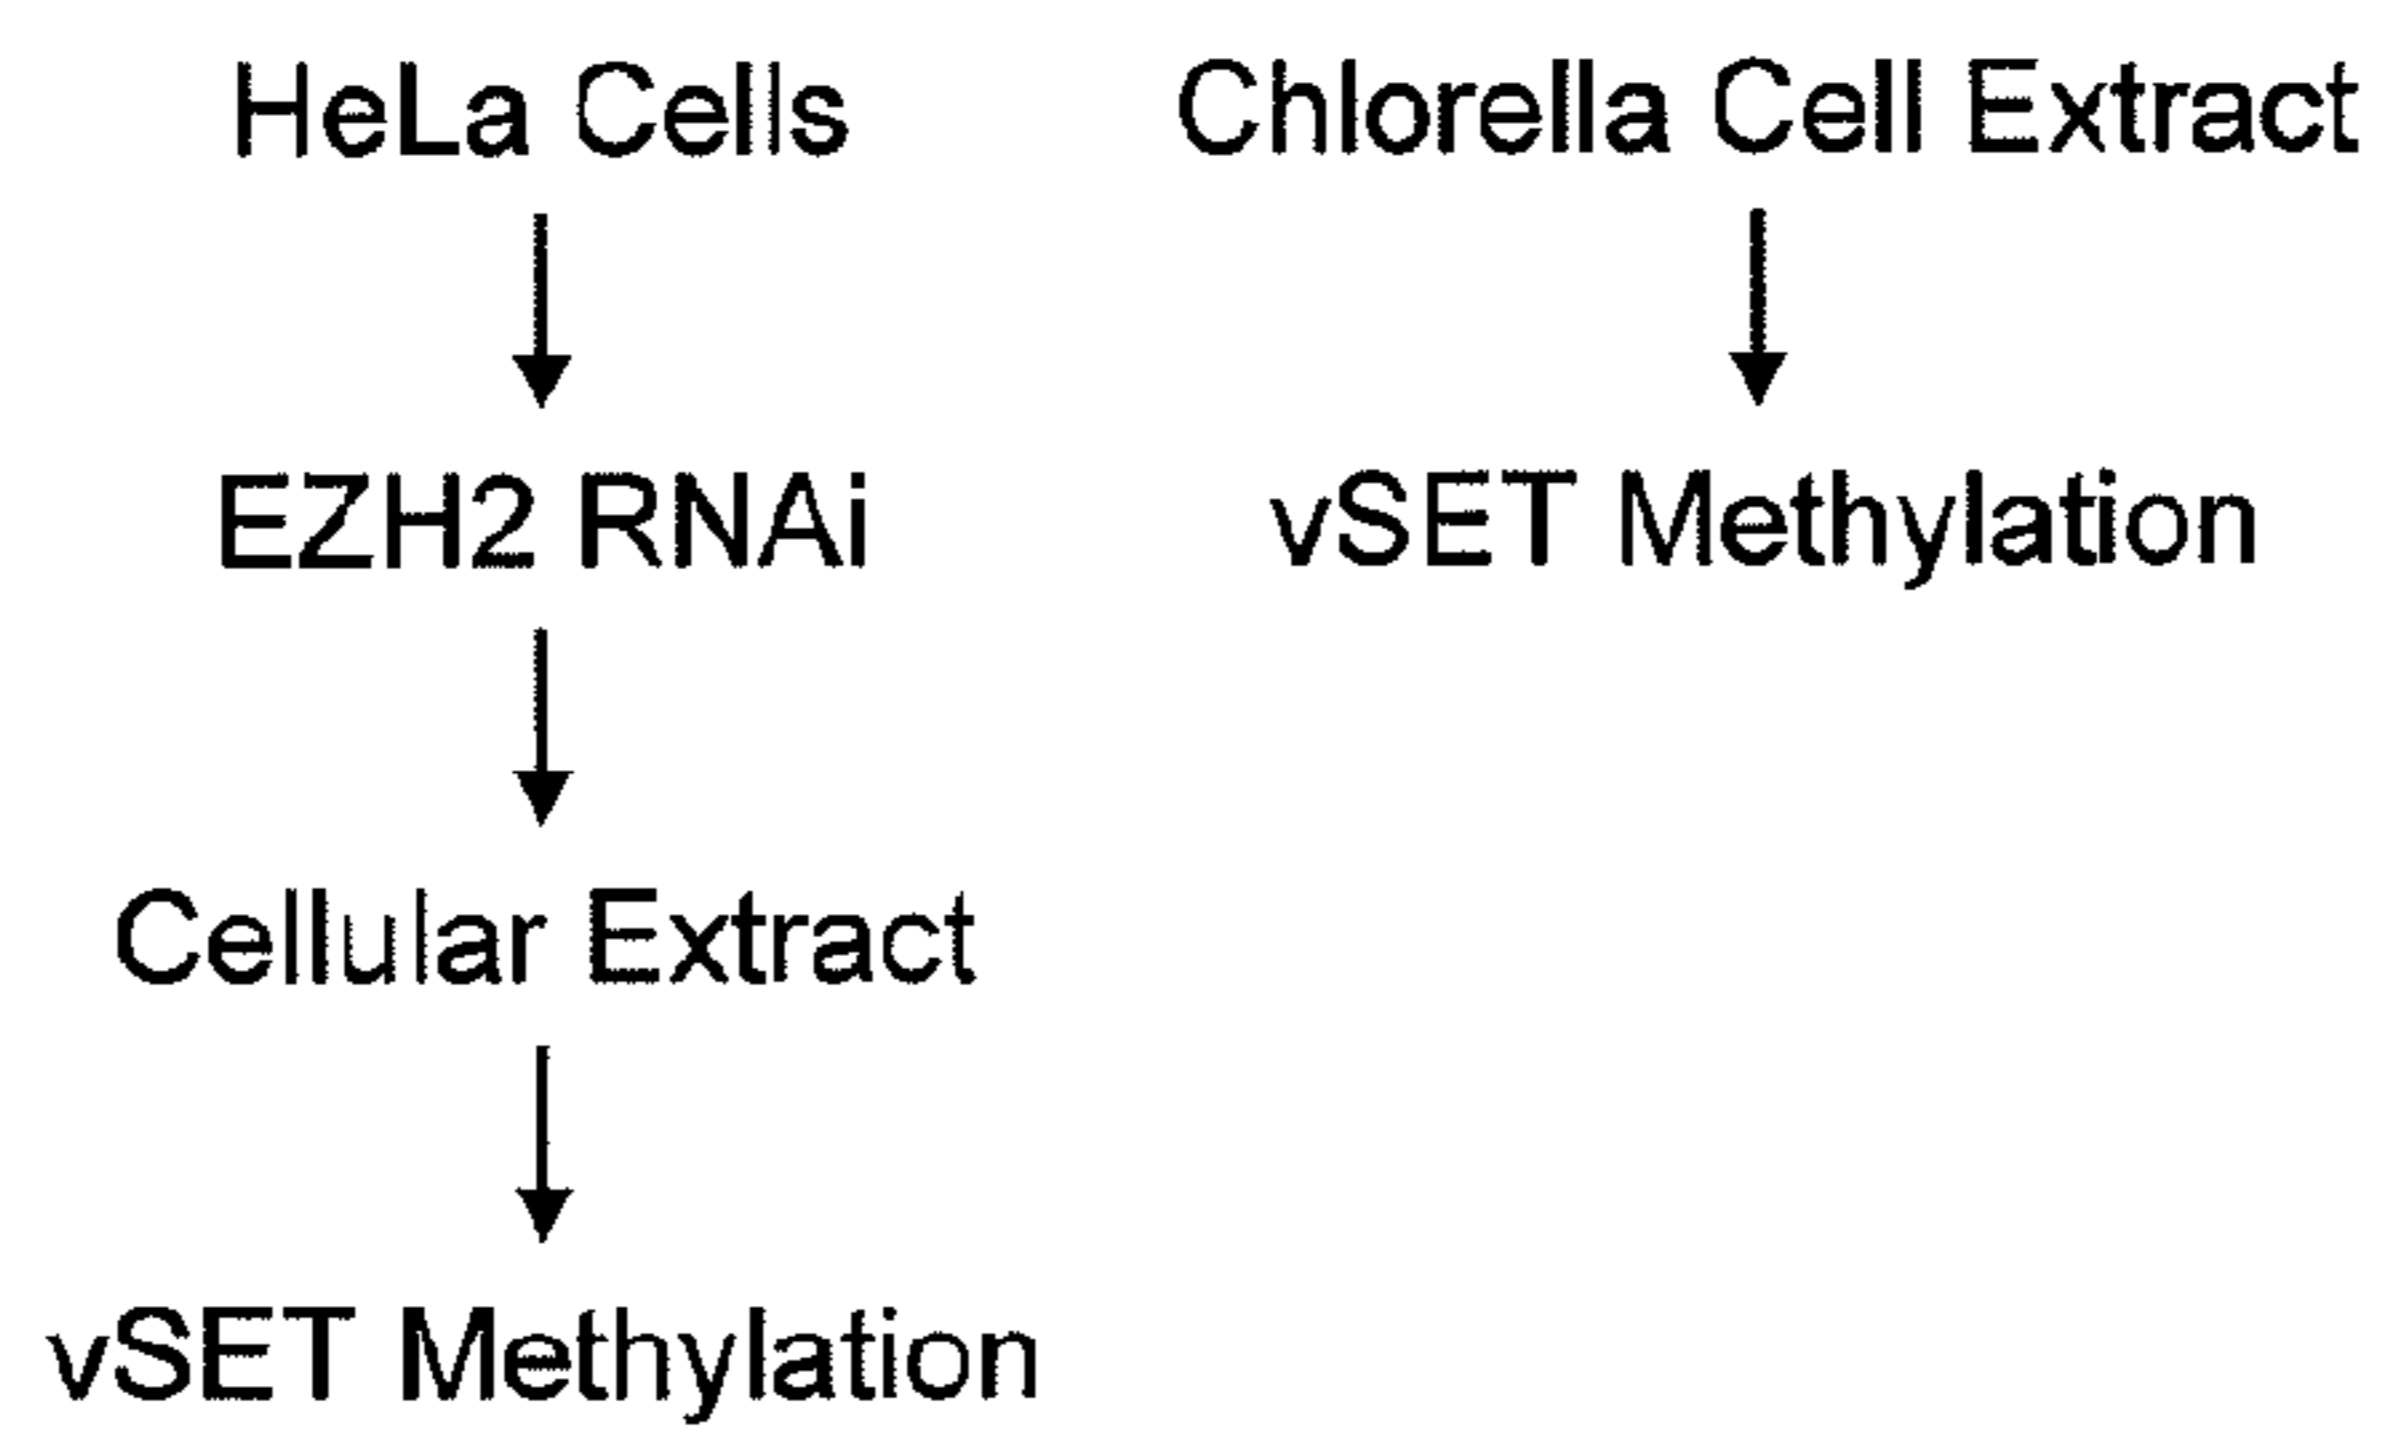 HeLa Cells
EZH2 RNAi
Cellular Extract
vSET Methylation
Chlorella Cell Extract
vSET Methylation